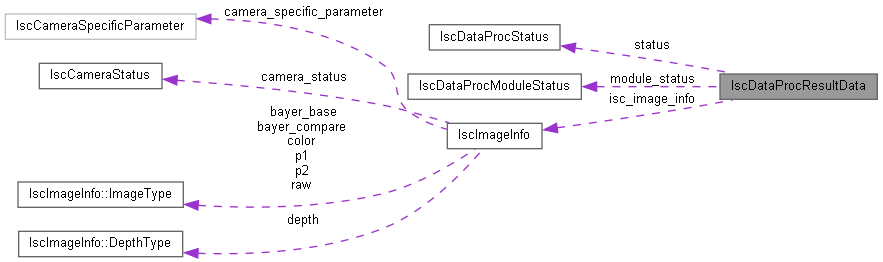 camera_specific_parameter
IscCameraSpecificParameter
IscDataProcStatus
status
IscCameraStatus
camera_status
IscDataProcModuleStatus
module_status
IscDataProcResultData
isc_image_info
bayer_base
bayer_compare
color
p1
p2
raw
IscImageInfo
IscImageInfo::ImageType
depth
IscImageInfo::DepthType